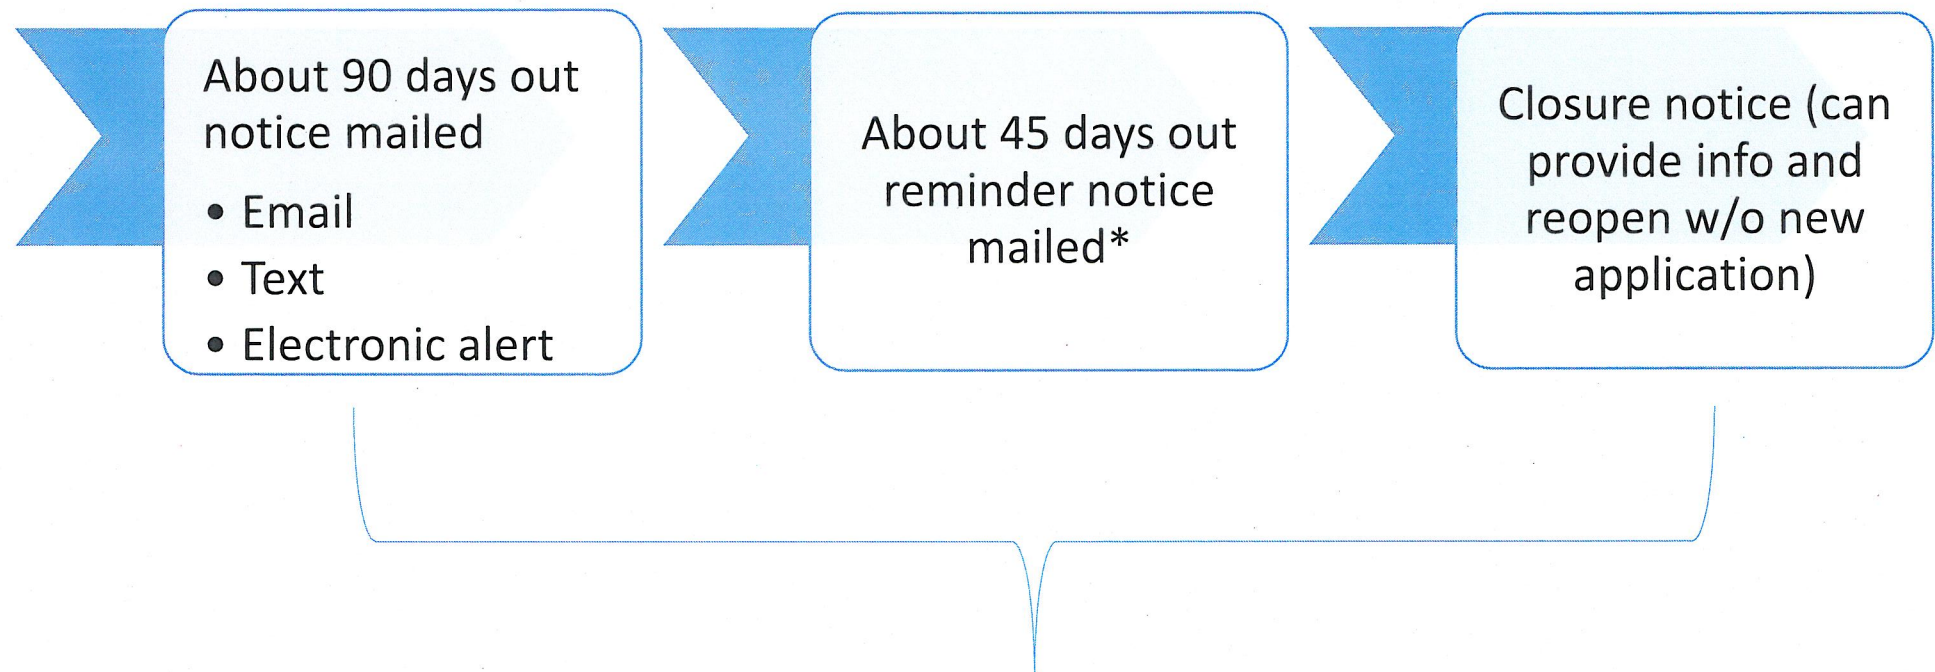 About 90 days out
notice mailed
• Email
• Text
• Electronic alert
About 45 days out
reminder notice
mailed*
Closure notice (can
provide info and
reopen w/o new
application)